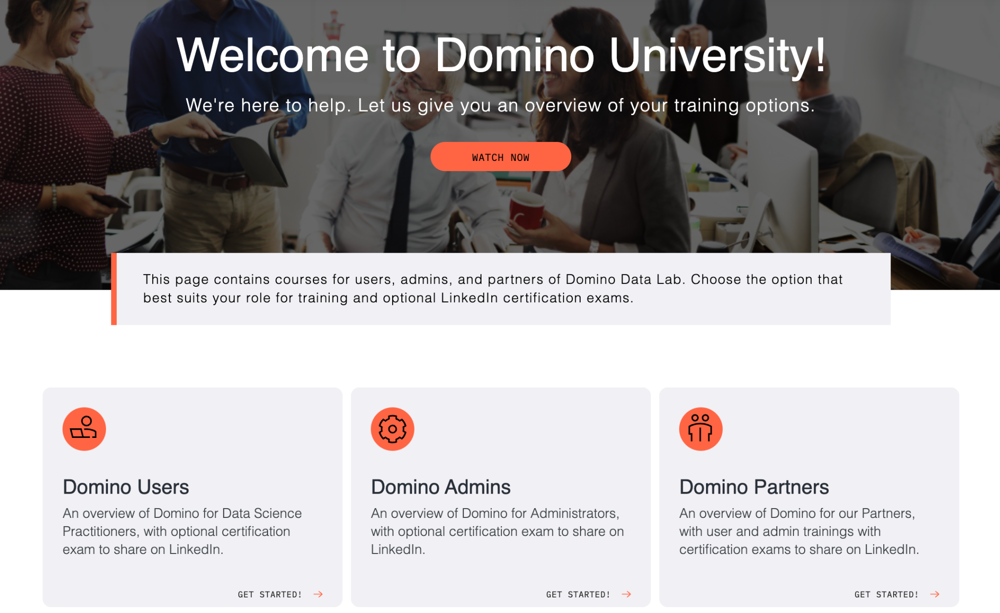 Welcome to Domino University!
We're here to help. Let us give you an overview of your training options.
WATCH NOW
This page contains courses for users, admins, and partners of Domino Data Lab. Choose the option that
best suits your role for training and optional LinkedIn certification exams.
Domino Users
An overview of Domino for Data Science
Practitioners, with optional certification
exam to share on LinkedIn.
GET STARTED!
Domino Admins
An overview of Domino for Administrators,
with optional certification exam to share on
LinkedIn.
GET STARTED!
Domino Partners
An overview of Domino for our Partners,
with user and admin trainings with
certification exams to share on LinkedIn.
GET STARTED!